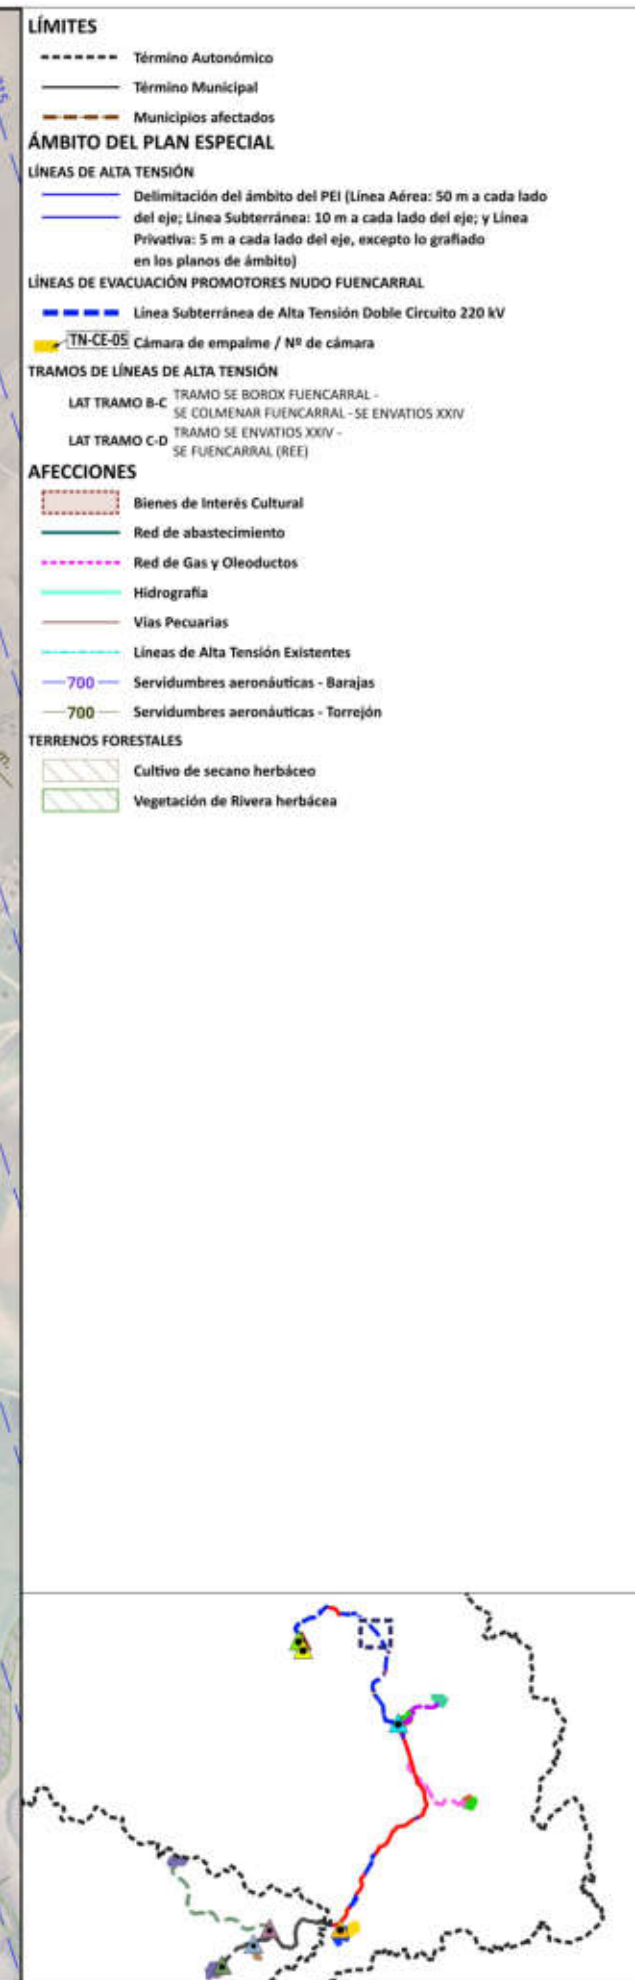 LÍMITES
Término Autonómico
Término Municipal
Municipios afectados
ÁMBITO DEL PLAN ESPECIAL
LÍNEAS DE ALTA TENSIÓN
Delimitación del ámbito del PEI (Línea Aérea: 50 m a cada lado
del eje; Línea Subterránea: 10 m a cada lado del eje; y Línea
Privativa: 5 m a cada lado del eje, excepto lo grafiado
en los planos de ámbito)
LÍNEAS DE EVACUACIÓN PROMOTORES NUDO FUENCARRAL
Línea Subterránea de Alta Tensión Doble Circuito 220 kV
TN-CE-05 Cámara de empalme / Nº de cámara
TRAMOS DE LÍNEAS DE ALTA TENSIÓN
LAT TRAMO B-C TRAMO SE BOROX FUENCARRAL -
SE COLMENAR FUENCARRAL - SE ENVATIOS XXIV
LAT TRAMO C-D TRAMO SE ENVATIOS XXIV -
SE FUENCARRAL (REE)
AFECCIONES
Bienes de Interés Cultural
Red de abastecimiento
Red de Gas y Oleoductos
Hidrografía
Vías Pecuarias
Líneas de Alta Tensión Existentes
700 Servidumbres aeronáuticas - Barajas
700 Servidumbres aeronáuticas - Torrejón
TERRENOS FORESTALES
Cultivo de secano herbáceo
Vegetación de Rivera herbácea